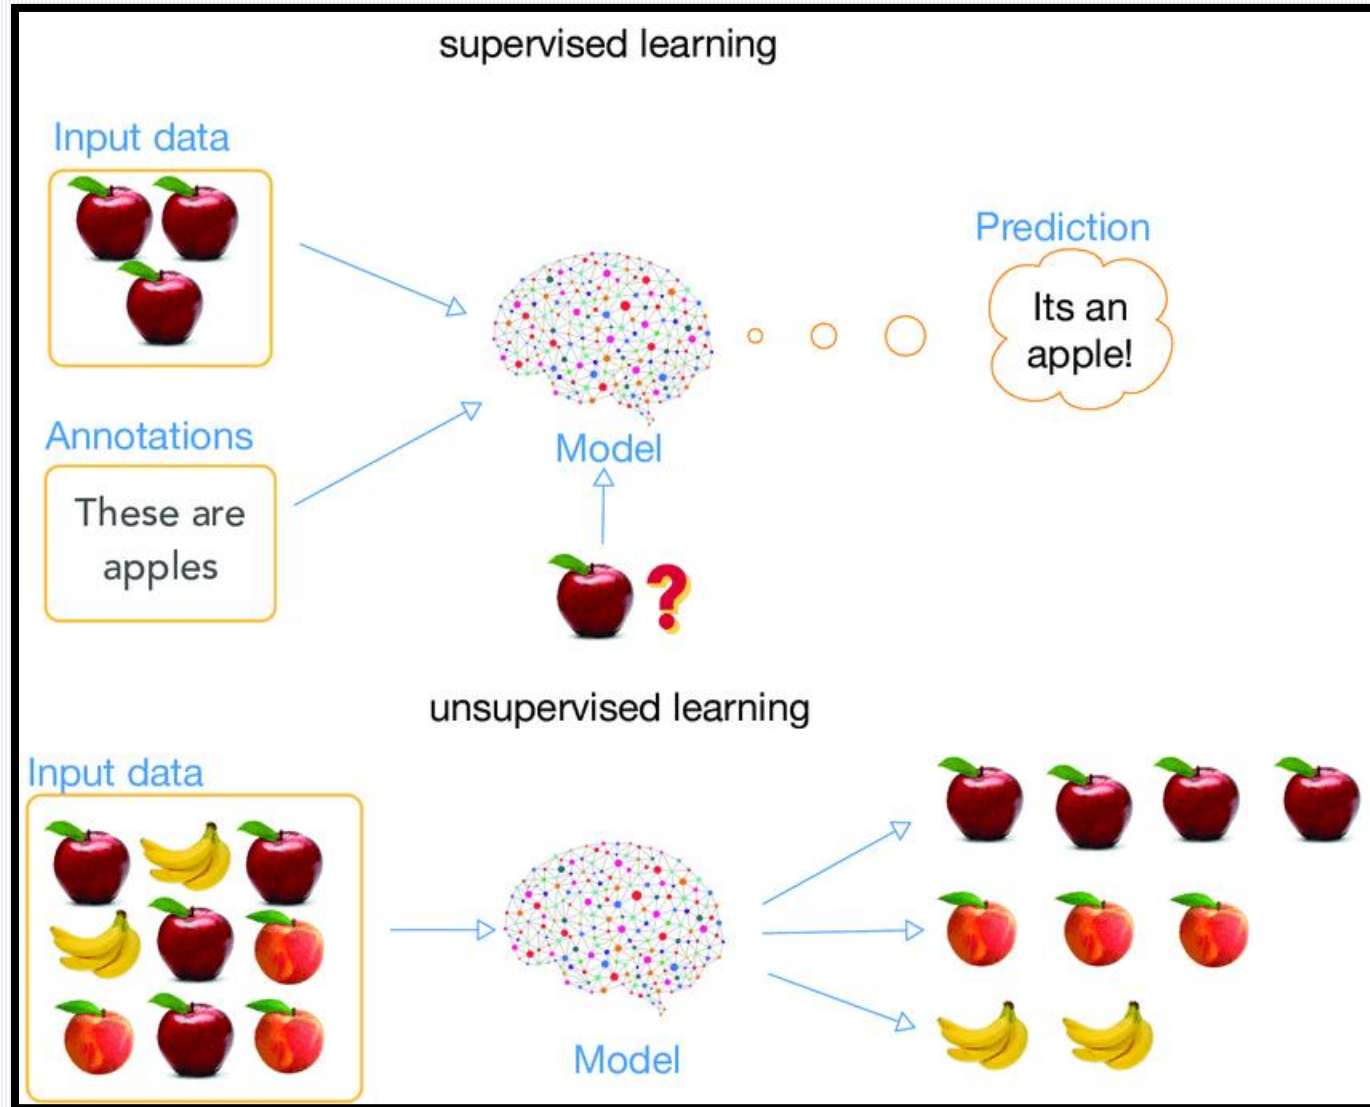 supervised learning
Input data
Annotations
These are
apples
Model
?
Prediction
Its an
apple!
unsupervised learning
Input data
Model